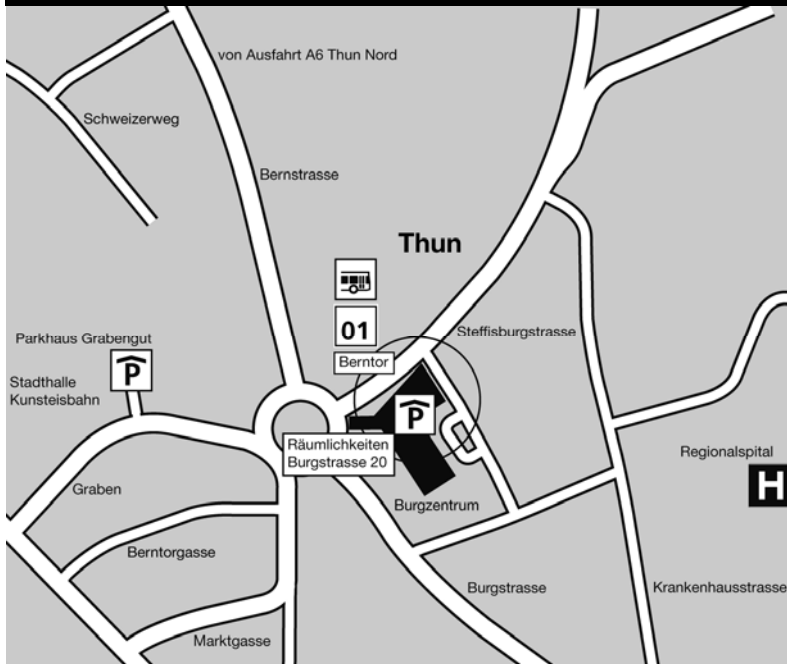 von Ausfahrt A6 Thun Nord
Schweizerweg
Bernstrasse
Thun
01
Berntor
Steffisburgstrasse
Parkhaus Grabengut
P
Stadthalle
Kunsteisbahn
P
Räumlichkeiten
Burgstrasse 20
Regionalspital
H
Graben
Burgzentrum
Berntorgasse
Burgstrasse
Krankenhausstrasse
Marktgasse